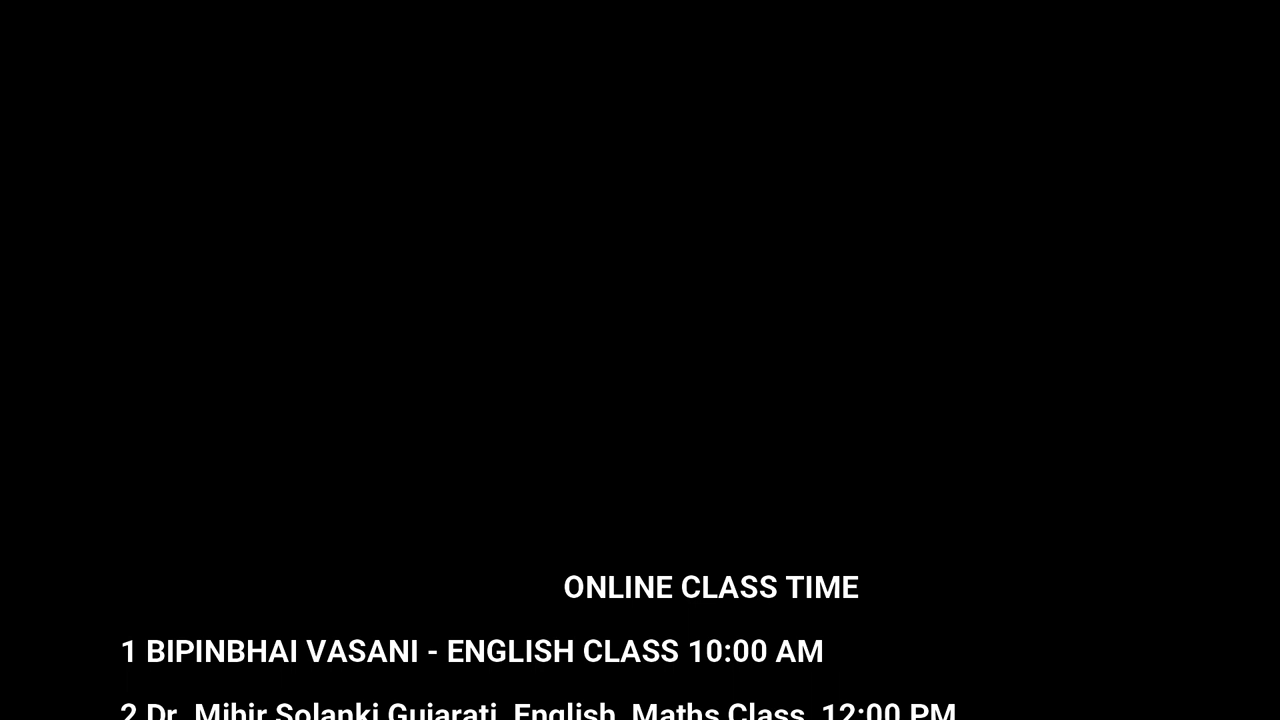 ONLINE CLASS TIME
1 BIPINBHAI VASANI - ENGLISH CLASS 10:00 AM
2 Dr. Mihir Solanki Gujarati, English, Maths Class  12:00 PM